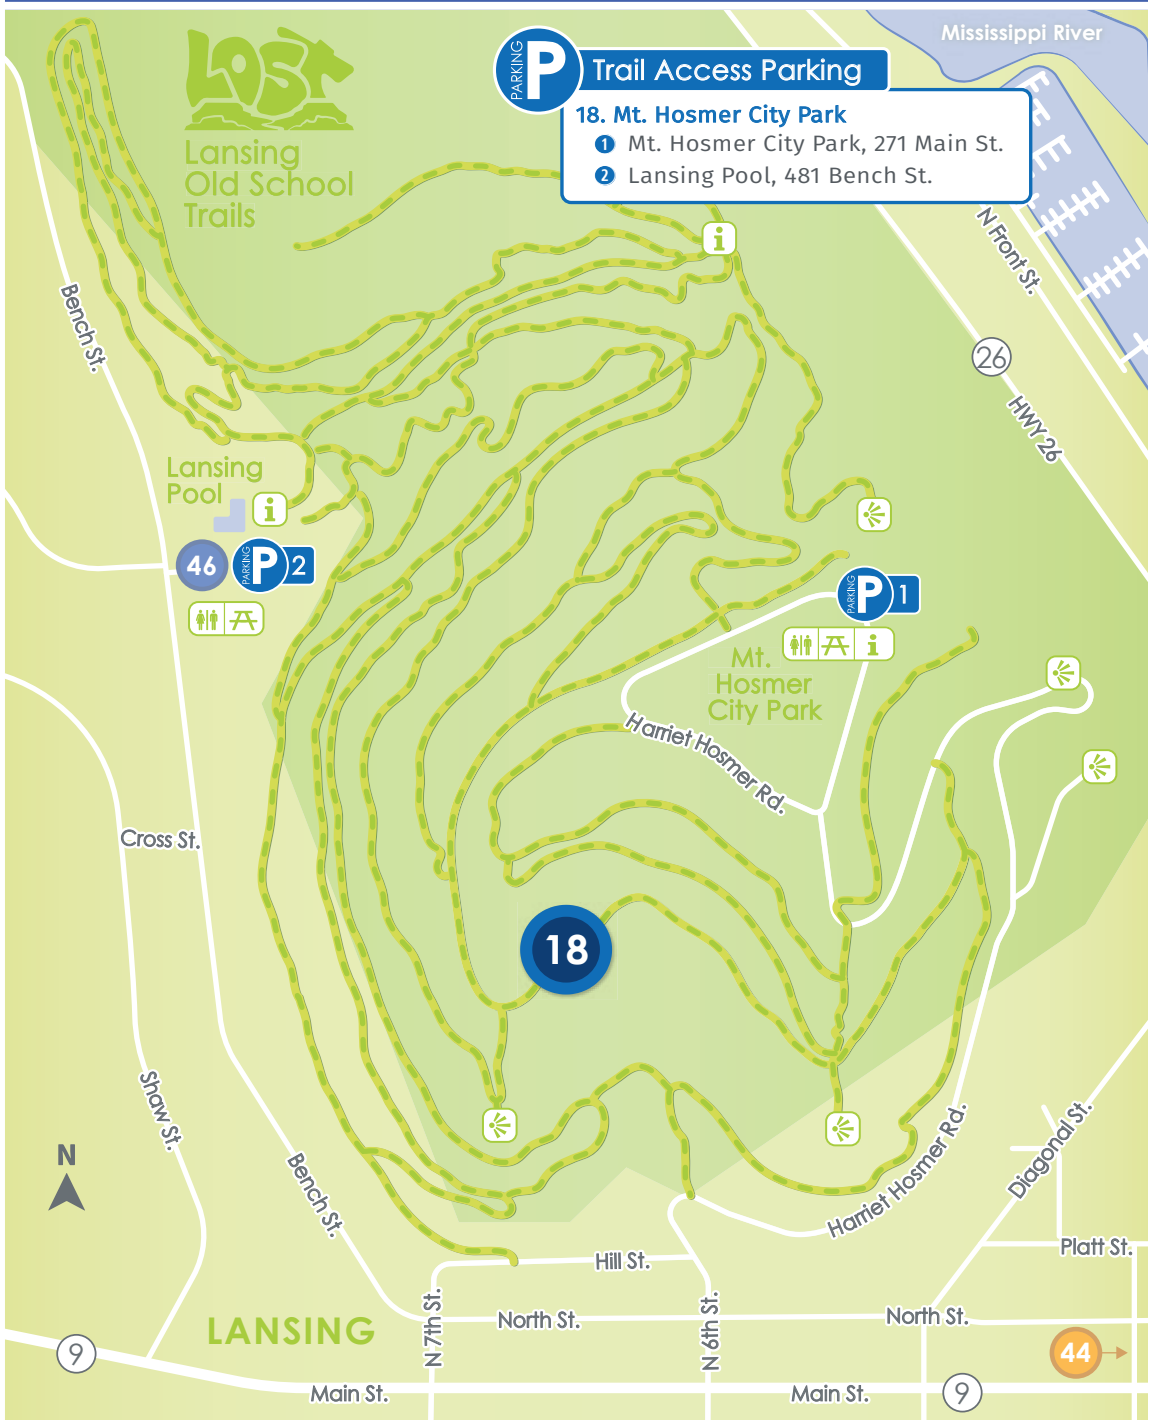 Mississippi River
PARKING
P
Trail Access Parking
18. Mt. Hosmer City Park
1 Mt. Hosmer City Park, 271 Main St.
2 Lansing Pool, 481 Bench St.
LOST
Lansing
Old School
Trails
N Front St.
i
Bench St.
26
HWY 26
Lansing
Pool
i
46
PARKING
P
2
PARKING
P
1
i
Mt.
Hosmer
City Park
Harriet Hosmer Rd.
Cross St.
18
Shaw St.
N
Bench St.
Harriet Hosmer Rd.
Diagonal St.
Platt St.
Hill St.
LANSING
N 7th St.
North St.
N 6th St.
North St.
44
9
Main St.
Main St.
9